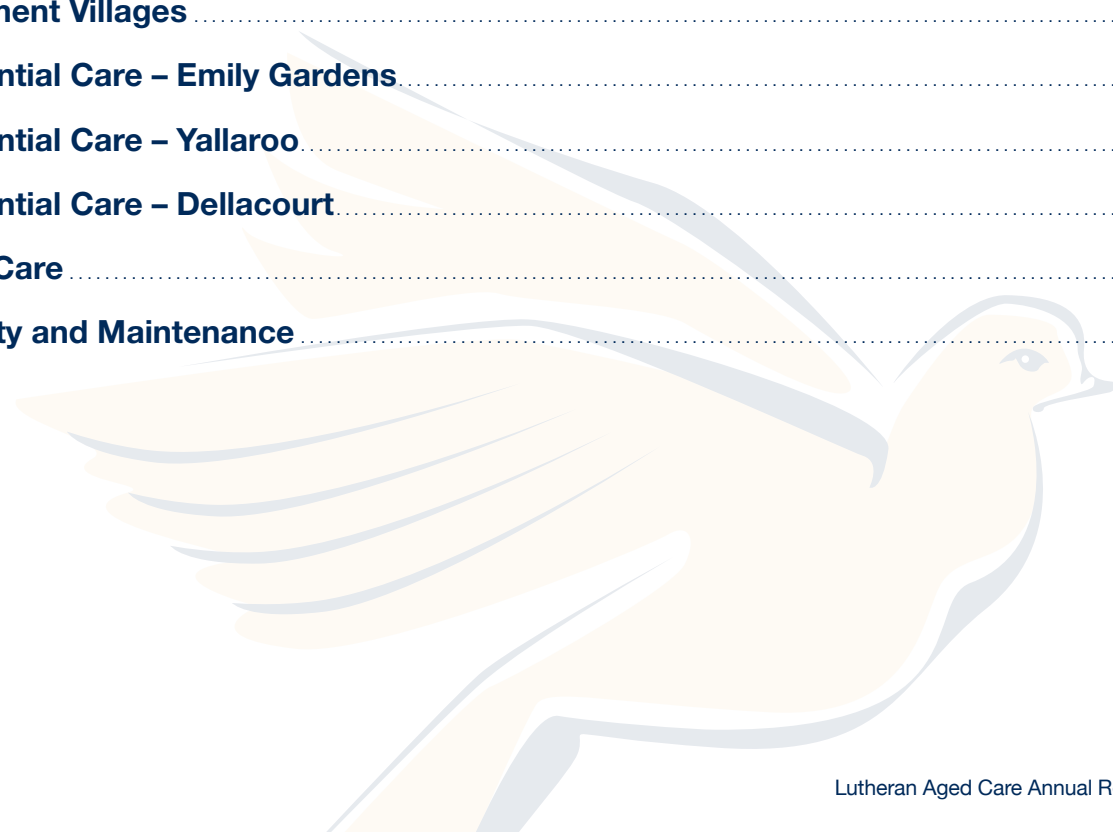 nent Villages
ntial Care – Emily Gardens
ntial Care – Yallaroo
ntial Care – Dellacourt
Care
ty and Maintenance
Lutheran Aged Care Annual R